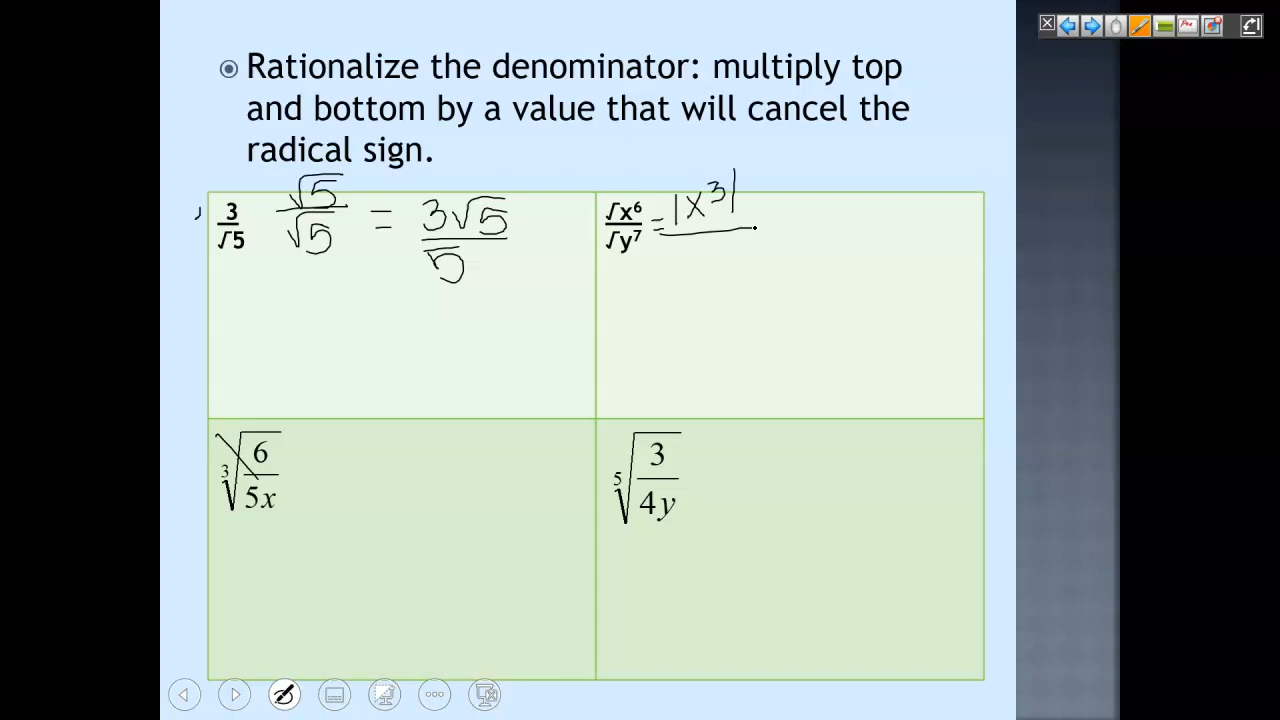 Rationalize the denominator: multiply top
and bottom by a value that will cancel the
radical sign.
3/√5 √5/√5 = 3√5/5
√x⁶/√y⁷ = |x³|
∛(6/5x)
⁵√(3/4y)